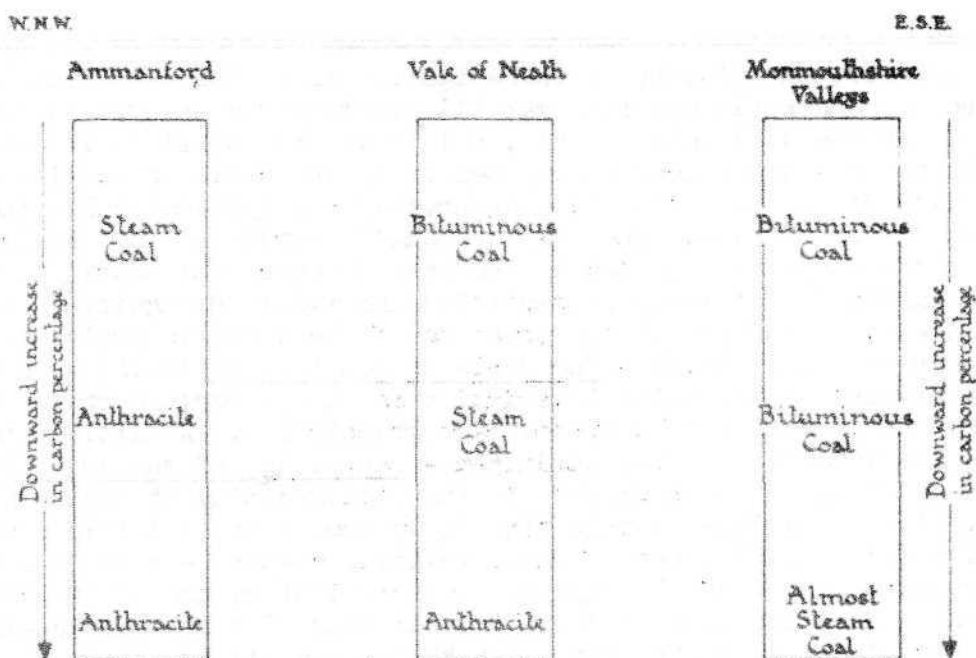 W.N.W.
E.S.E.
Ammanford
Vale of Neath
Monmouthshire
Valleys
Steam
Coal
Bituminous
Coal
Bituminous
Coal
Downward increase
in carbon percentage
Anthracite
Steam
Coal
Bituminous
Coal
Downward increase
in carbon percentage
Anthracite
Anthracite
Almost
Steam
Coal